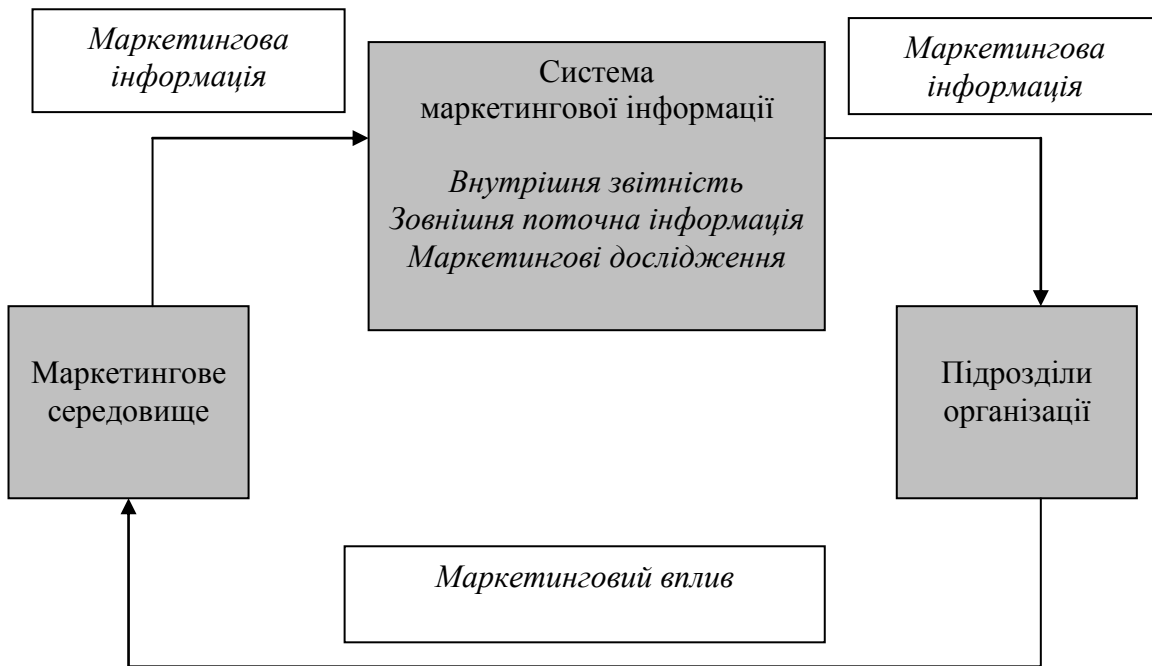 Маркетингова
інформація
Система
маркетингової інформації
Внутрішня звітність
Зовнішня поточна інформація
Маркетингові дослідження
Маркетингова
інформація
Маркетингове
середовище
Підрозділи
організації
Маркетинговий вплив